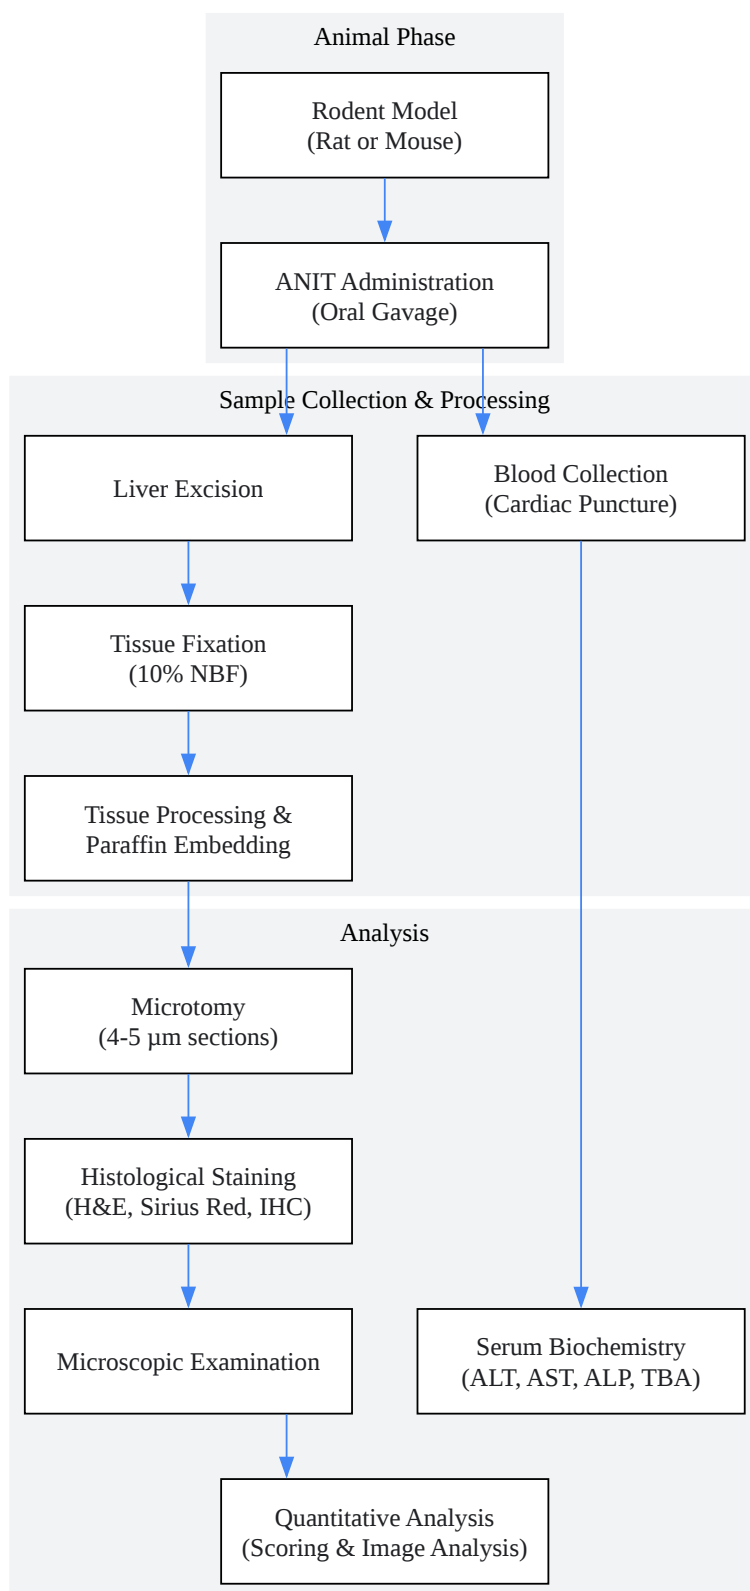 Animal Phase
Rodent Model
(Rat or Mouse)
ANIT Administration
(Oral Gavage)
Sample Collection & Processing
Liver Excision
Blood Collection
(Cardiac Puncture)
Tissue Fixation
(10% NBF)
Tissue Processing &
Paraffin Embedding
Analysis
Microtomy
(4-5 µm sections)
Histological Staining
(H&E, Sirius Red, IHC)
Microscopic Examination
Serum Biochemistry
(ALT, AST, ALP, TBA)
Quantitative Analysis
(Scoring & Image Analysis)